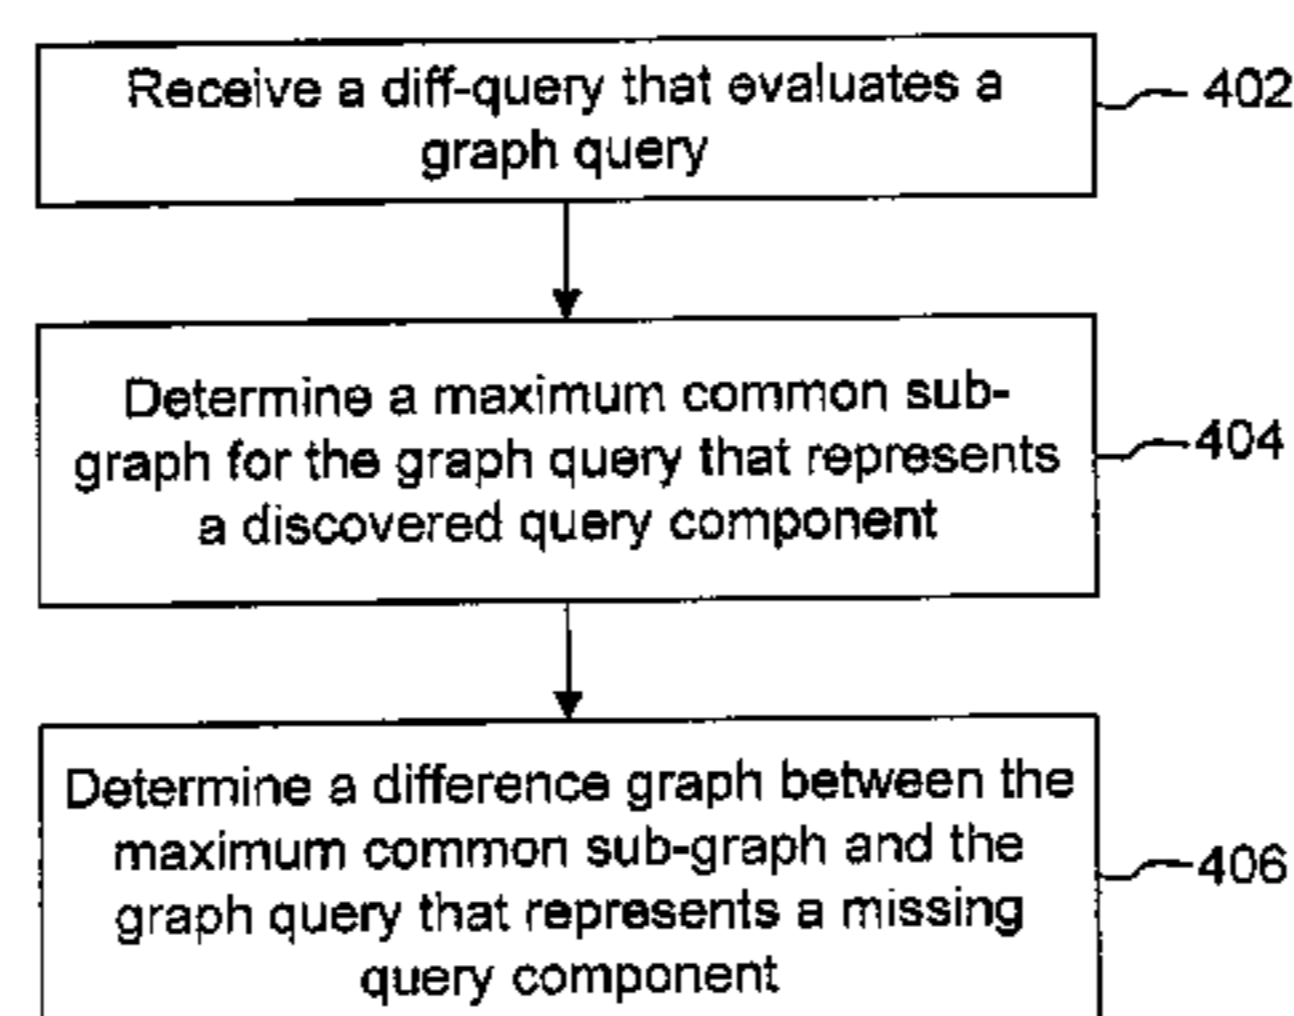 Receive a diff-query that evaluates a
graph query
402
Determine a maximum common sub-
graph for the graph query that represents
a discovered query component
404
Determine a difference graph between the
maximum common sub-graph and the
graph query that represents a missing
query component
406